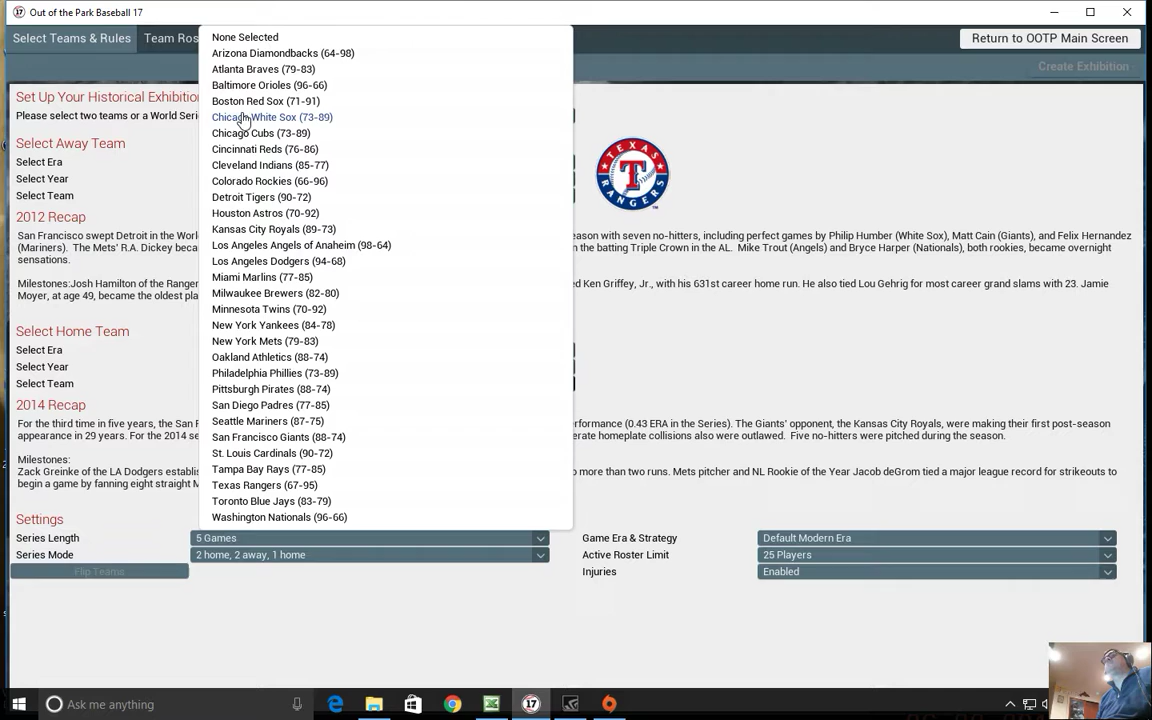 17 Out of the Park Baseball 17
Select Teams & Rules Team Ros Return to OOTP Main Screen
Create Exhibition
None Selected
Arizona Diamondbacks (64-98)
Atlanta Braves (79-83)
Baltimore Orioles (96-66)
Boston Red Sox (71-91)
Chicago White Sox (73-89)
Chicago Cubs (73-89)
Cincinnati Reds (76-86)
Cleveland Indians (85-77)
Colorado Rockies (66-96)
Detroit Tigers (90-72)
Houston Astros (70-92)
Kansas City Royals (89-73)
Los Angeles Angels of Anaheim (98-64)
Los Angeles Dodgers (94-68)
Miami Marlins (77-85)
Milwaukee Brewers (82-80)
Minnesota Twins (70-92)
New York Yankees (84-78)
New York Mets (79-83)
Oakland Athletics (88-74)
Philadelphia Phillies (73-89)
Pittsburgh Pirates (88-74)
San Diego Padres (77-85)
Seattle Mariners (87-75)
San Francisco Giants (88-74)
St. Louis Cardinals (90-72)
Tampa Bay Rays (77-85)
Texas Rangers (67-95)
Toronto Blue Jays (83-79)
Washington Nationals (96-66)
Set Up Your Historical Exhibition
Please select two teams or a World Seri
Select Away Team
Select Era
Select Year
Select Team
TEXAS
T
RANGERS
2012 Recap
San Francisco swept Detroit in the Worl eason with seven no-hitters, including perfect games by Philip Humber (White Sox), Matt Cain (Giants), and Felix Hernandez
(Mariners). The Mets' R.A. Dickey becam the batting Triple Crown in the AL. Mike Trout (Angels) and Bryce Harper (Nationals), both rookies, became overnight
sensations.
Milestones:Josh Hamilton of the Ranger ed Ken Griffey, Jr., with his 631st career home run. He also tied Lou Gehrig for most career grand slams with 23. Jamie
Moyer, at age 49, became the oldest pla
Select Home Team
Select Era
Select Year
Select Team
2014 Recap
For the third time in five years, the San F rformance (0.43 ERA in the Series). The Giants' opponent, the Kansas City Royals, were making their first post-season
appearance in 29 years. For the 2014 se erate homeplate collisions also were outlawed. Five no-hitters were pitched during the season.
Milestones:
Zack Greinke of the LA Dodgers establis o more than two runs. Mets pitcher and NL Rookie of the Year Jacob deGrom tied a major league record for strikeouts to
begin a game by fanning eight straight M
Settings
Series Length 5 Games Game Era & Strategy Default Modern Era
Series Mode 2 home, 2 away, 1 home Active Roster Limit 25 Players
Flip Teams Injuries Enabled
Ask me anything 17